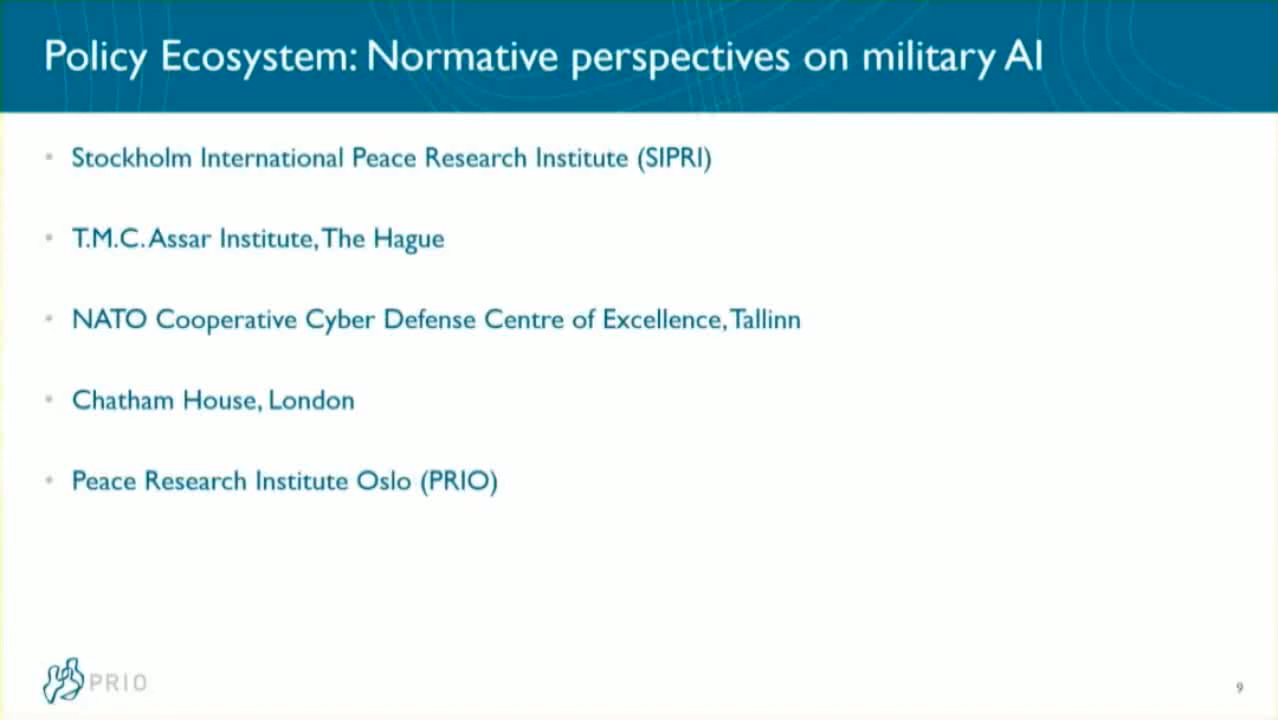 Policy Ecosystem: Normative perspectives on military AI
Stockholm International Peace Research Institute (SIPRI)
T.M.C. Assar Institute, The Hague
NATO Cooperative Cyber Defense Centre of Excellence, Tallinn
Chatham House, London
Peace Research Institute Oslo (PRIO)
PRIO
9